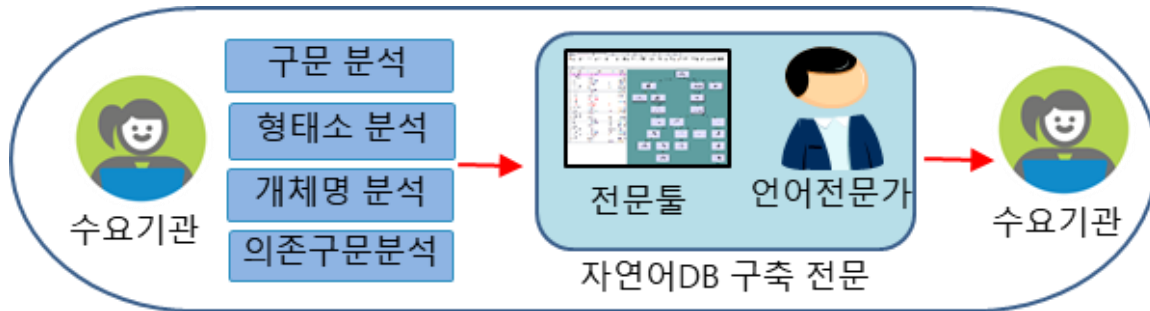 수요기관
구문 분석
형태소 분석
개체명 분석
의존구문분석
전문툴
언어전문가
자연어DB 구축 전문
수요기관